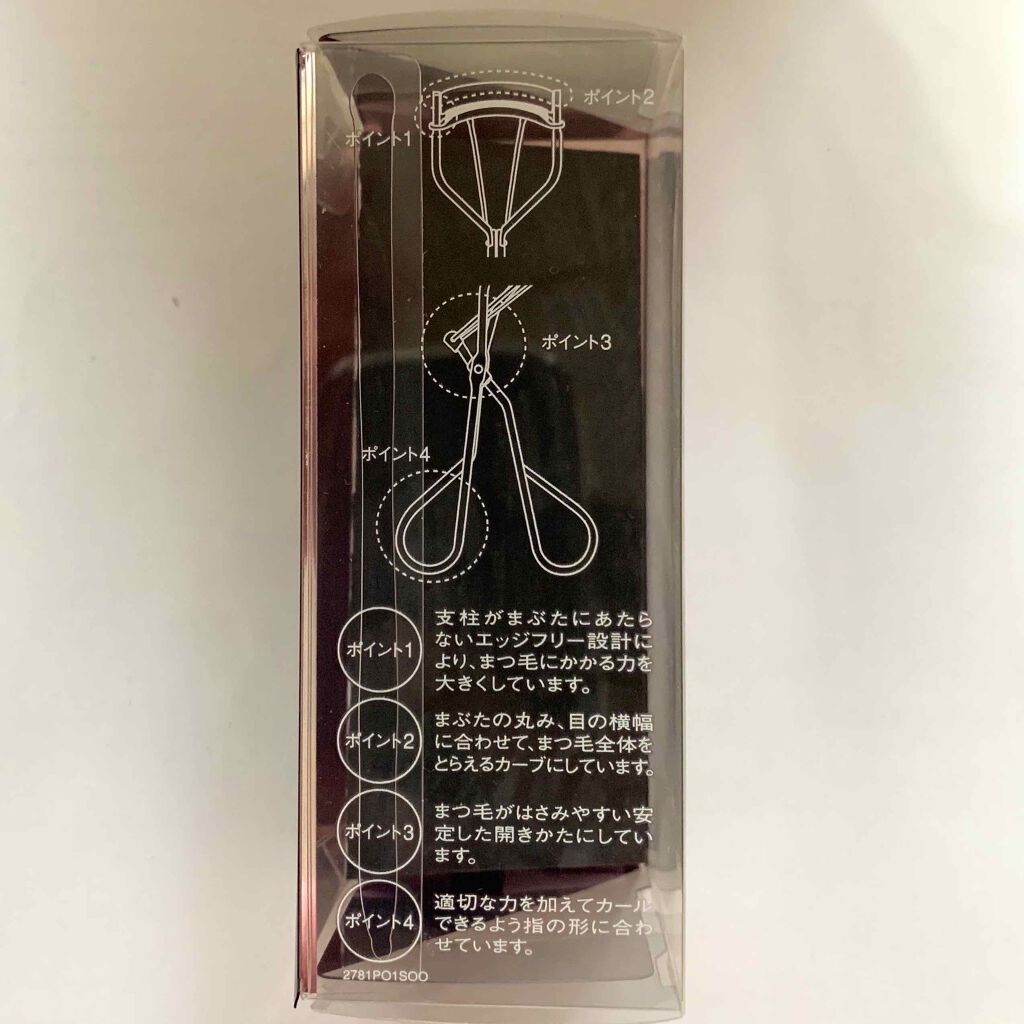 ポイント2
ポイント1
ポイント3
ポイント4
ポイント1
支柱がまぶたにあたら
ないエッジフリー設計に
より、まつ毛にかかる力を
大きくしています。
ポイント2
まぶたの丸み、目の横幅
に合わせて、まつ毛全体を
とらえるカーブにしています。
ポイント3
まつ毛がはさみやすい安
定した開きかたにしてい
ます。
ポイント4
適切な力を加えてカール
できるよう指の形に合わ
せています。
2781PO1SOO